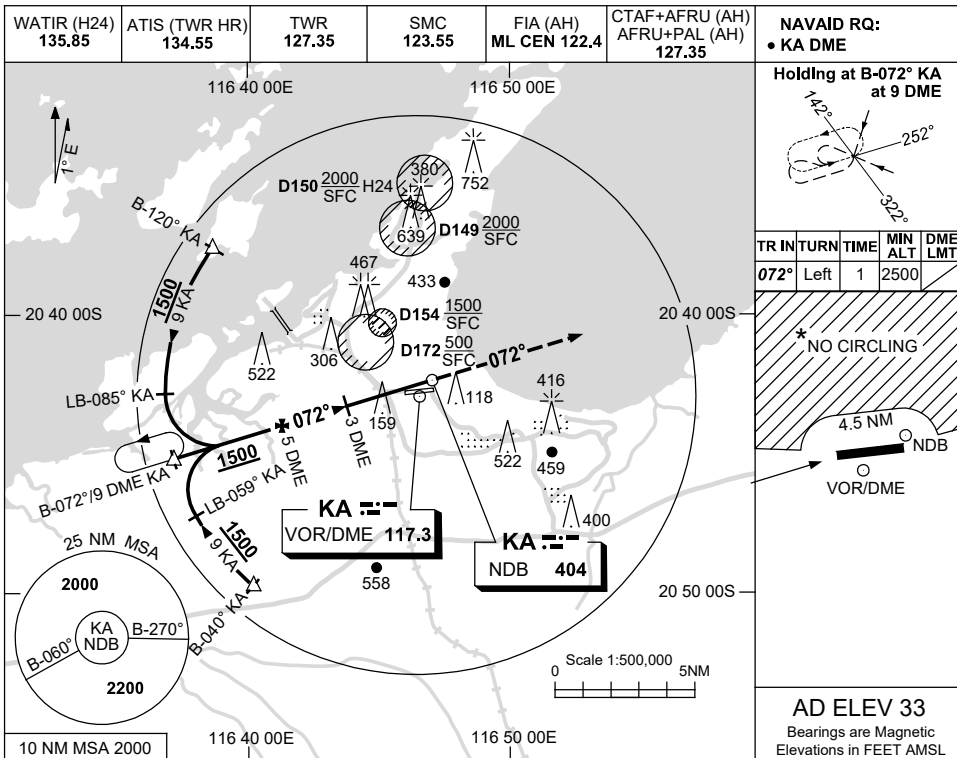 WATIR (H24)
135.85
ATIS (TWR HR)
134.55
TWR
127.35
SMC
123.55
FIA (AH)
ML CEN 122.4
CTAF+AFRU (AH)
AFRU+PAL (AH)
127.35
NAVAID RQ:
• KA DME
116 40 00E
116 50 00E
Holding at B-072° KA
at 9 DME
142°
252°
322°
1° E
D150 2000 H24
SFC
380
752
D149 2000
SFC
639
B-120° KA
TR IN TURN TIME MIN ALT DME LMT
072° Left 1 2500
467
433
1500
9 KA
20 40 00S
20 40 00S
D154 1500
SFC
D172 500
SFC
522
306
072°
*NO CIRCLING
LB-085° KA
159
118
416
072°
3 DME
5 DME
1500
522
459
4.5 NM
NDB
VOR/DME
B-072°/9 DME KA
LB-059° KA
KA
VOR/DME 117.3
400
1500
9 KA
KA
NDB 404
558
25 NM MSA
2000
KA
NDB
B-060°
B-270°
2200
B-040° KA
20 50 00S
Scale 1:500,000
0 5NM
10 NM MSA 2000
116 40 00E
116 50 00E
AD ELEV 33
Bearings are Magnetic
Elevations in FEET AMSL